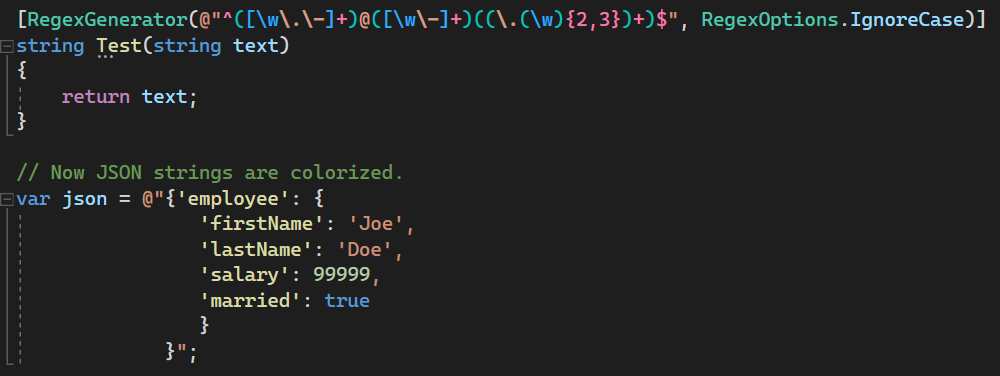 [RegexGenerator(@"^([\w\.\-]+)@([\w\-]+)((\.(\w){2,3})+)$", RegexOptions.IgnoreCase)]
string Test(string text)
{
    return text;
}
// Now JSON strings are colorized.
var json = @"{'employee': {
                'firstName': 'Joe',
                'lastName': 'Doe',
                'salary': 99999,
                'married': true
                }
             }";